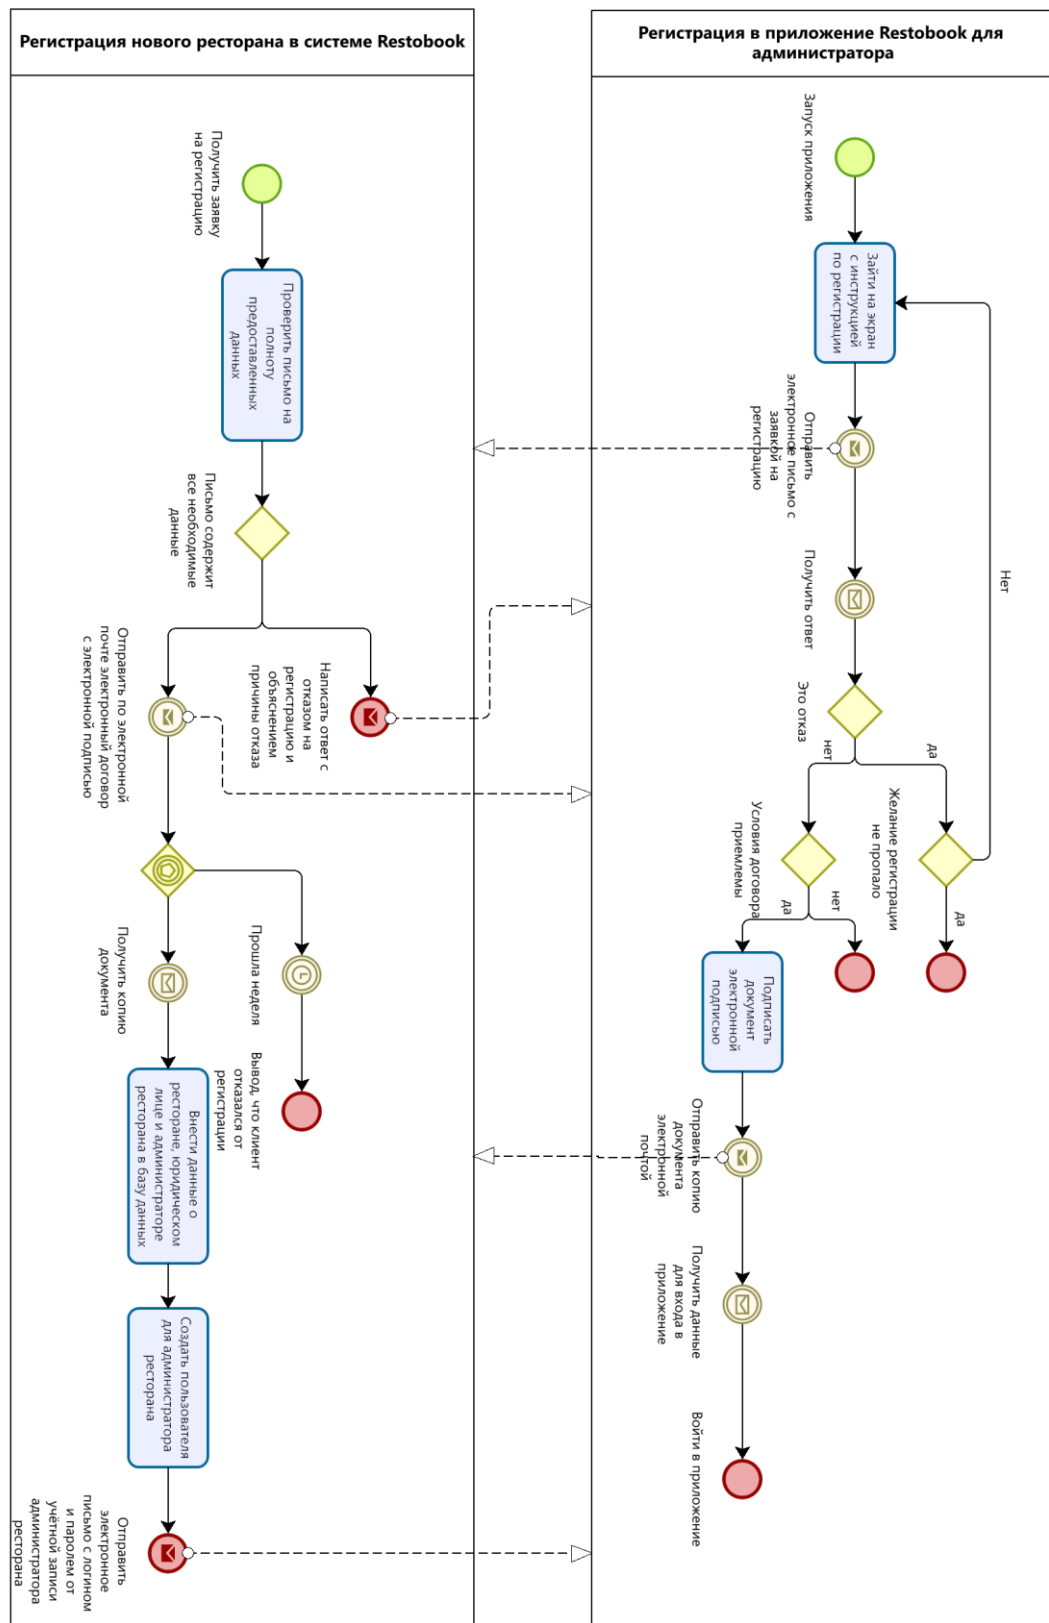 Регистрация нового ресторана в системе Restobook
Получить заявку
на регистрацию
Проверить письмо на
полноту
предоставленных
данных
Письмо содержит
все необходимые
данные
Написать ответ с
отказом на
регистрацию и
объяснением
причины отказа
Отправить по электронной
почте электронный договор
с электронной подписью
Прошла неделя
Вывод, что клиент
отказался от
регистрации
Получить копию
документа
Внести данные о
ресторане, юридическом
лице и администраторе
ресторана в базу данных
Создать пользователя
для администратора
ресторана
Отправить
электронное
письмо с логином
и паролем от
учётной записи
администратора
ресторана
Регистрация в приложение Restobook для
администратора
Запуск приложения
Зайти на экран
с инструкцией
по регистрации
Отправить
электронное письмо с
заявкой на
регистрацию
Получить ответ
Это отказ
да
нет
Нет
Желание регистрации
не пропало
да
Условия договора
приемлемы
нет
да
Подписать
документ
электронной
подписью
Отправить копию
документа
электронной
почтой
Получить данные
для входа в
приложение
Войти в приложение